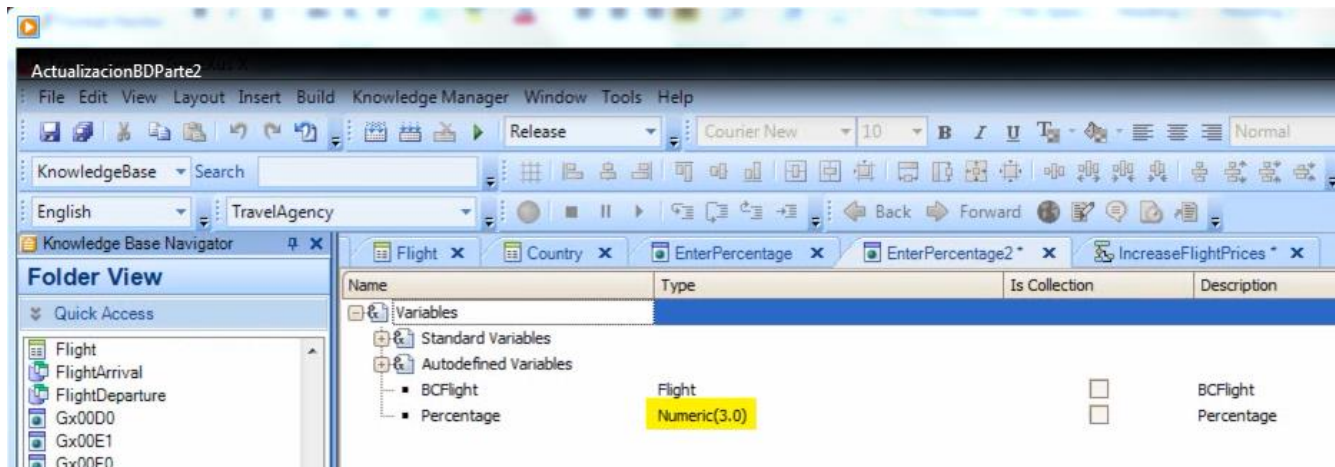 ActualizacionBDParte2
File Edit View Layout Insert Build Knowledge Manager Window Tools Help
Release Courier New 10 B I U Normal
KnowledgeBase Search
English TravelAgency Back Forward
Knowledge Base Navigator Flight Country EnterPercentage EnterPercentage2 * IncreaseFlightPrices *
Folder View Name Type Is Collection Description
Quick Access Variables
Standard Variables
Flight Autodefined Variables
FlightArrival
FlightDeparture BCFlight Flight BCFlight
Gx00D0 Percentage Numeric(3.0) Percentage
Gx00E1
Gx00F0